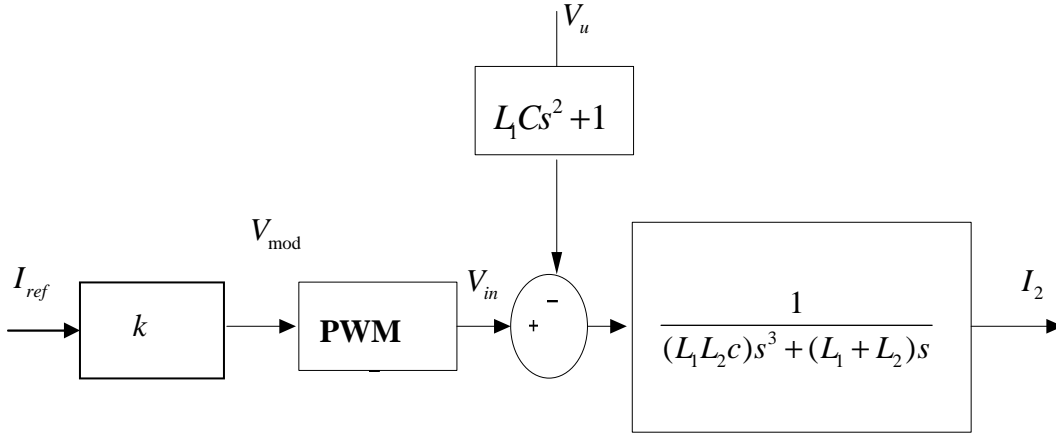 V_u
L_1Cs^2+1
V_mod
I_ref
V_in
I_2
k
PWM
−
+
1
(L_1L_2c)s^3+(L_1+L_2)s